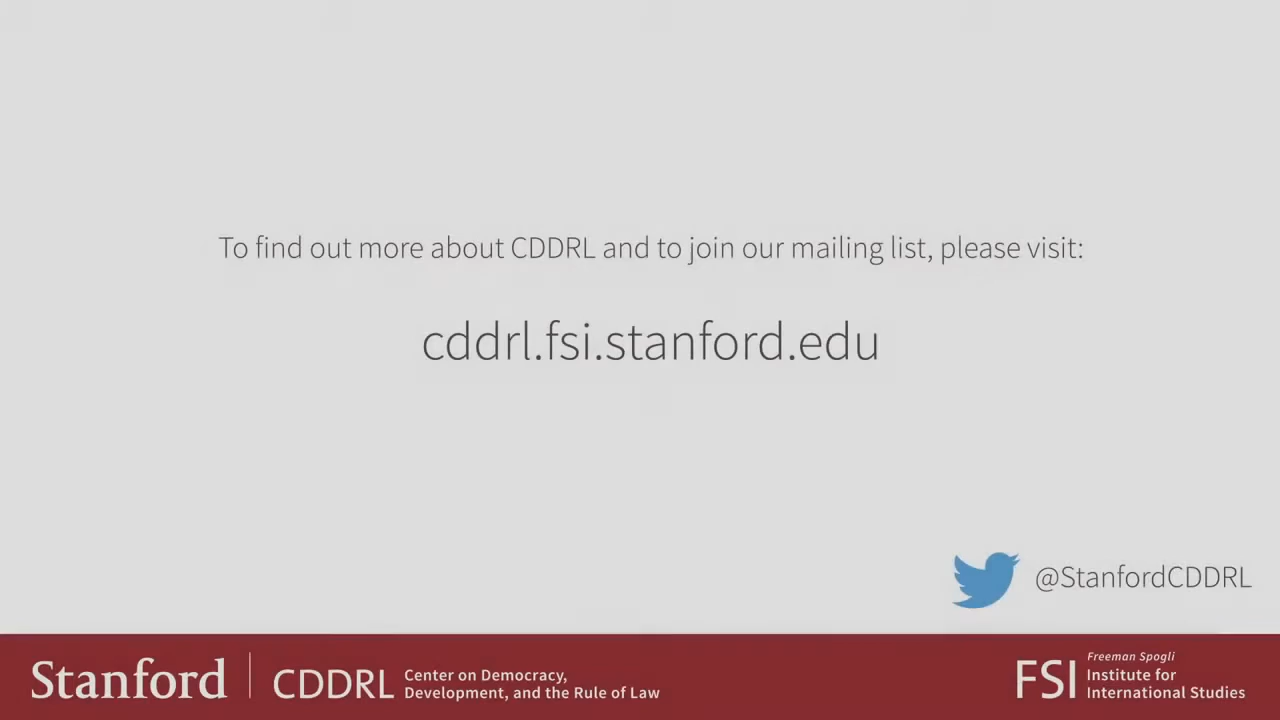 To find out more about CDDRL and to join our mailing list, please visit:
cddrl.fsi.stanford.edu
@StanfordCDDRL
Stanford
CDDRL
Center on Democracy,
Development, and the Rule of Law
FSI
Freeman Spogli
Institute for
International Studies